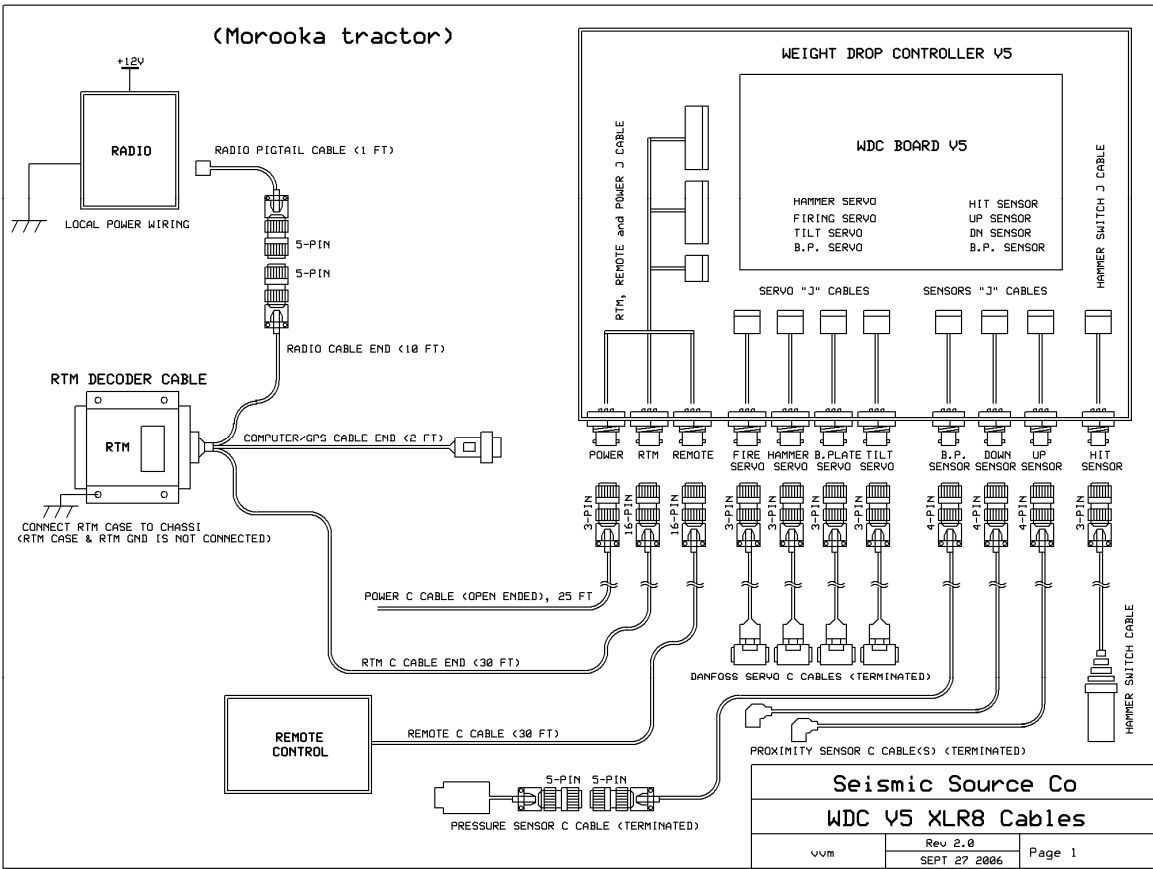 (Morooka tractor)
+12V
RADIO
LOCAL POWER WIRING
RADIO PIGTAIL CABLE (1 FT)
5-PIN
5-PIN
RADIO CABLE END (10 FT)
RTM DECODER CABLE
RTM
COMPUTER/GPS CABLE END (2 FT)
CONNECT RTM CASE TO CHASSI
(RTM CASE & RTM GND IS NOT CONNECTED)
POWER C CABLE (OPEN ENDED), 25 FT
RTM C CABLE END (30 FT)
REMOTE
CONTROL
REMOTE C CABLE (30 FT)
5-PIN 5-PIN
PRESSURE SENSOR C CABLE (TERMINATED)
WEIGHT DROP CONTROLLER V5
RTM, REMOTE and POWER J CABLE
WDC BOARD V5
HAMMER SERVO
FIRING SERVO
TILT SERVO
B.P. SERVO
HIT SENSOR
UP SENSOR
DN SENSOR
B.P. SENSOR
HAMMER SWITCH J CABLE
SERVO "J" CABLES
SENSORS "J" CABLES
POWER
RTM
REMOTE
FIRE
SERVO
HAMMER
SERVO
B.PLATE
SERVO
TILT
SERVO
B.P.
SENSOR
DOWN
SENSOR
UP
SENSOR
HIT
SENSOR
3-PIN
16-PIN
16-PIN
3-PIN
3-PIN
3-PIN
3-PIN
4-PIN
4-PIN
4-PIN
3-PIN
DANFOSS SERVO C CABLES (TERMINATED)
PROXIMITY SENSOR C CABLE(S) (TERMINATED)
HAMMER SWITCH CABLE
Seismic Source Co
WDC V5 XLR8 Cables
vvm
Rev 2.0
SEPT 27 2006
Page 1